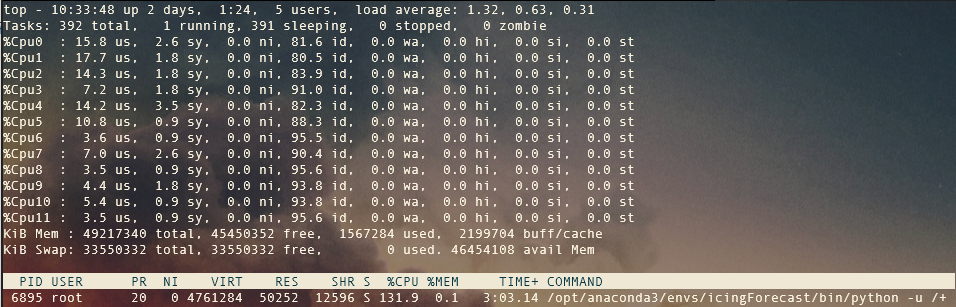 top - 10:33:48 up 2 days,  1:24,  5 users,  load average: 1.32, 0.63, 0.31
Tasks: 392 total,   1 running, 391 sleeping,   0 stopped,   0 zombie
%Cpu0  : 15.8 us,  2.6 sy,  0.0 ni, 81.6 id,  0.0 wa,  0.0 hi,  0.0 si,  0.0 st
%Cpu1  : 17.7 us,  1.8 sy,  0.0 ni, 80.5 id,  0.0 wa,  0.0 hi,  0.0 si,  0.0 st
%Cpu2  : 14.3 us,  1.8 sy,  0.0 ni, 83.9 id,  0.0 wa,  0.0 hi,  0.0 si,  0.0 st
%Cpu3  :  7.2 us,  1.8 sy,  0.0 ni, 91.0 id,  0.0 wa,  0.0 hi,  0.0 si,  0.0 st
%Cpu4  : 14.2 us,  3.5 sy,  0.0 ni, 82.3 id,  0.0 wa,  0.0 hi,  0.0 si,  0.0 st
%Cpu5  : 10.8 us,  0.9 sy,  0.0 ni, 88.3 id,  0.0 wa,  0.0 hi,  0.0 si,  0.0 st
%Cpu6  :  3.6 us,  0.9 sy,  0.0 ni, 95.5 id,  0.0 wa,  0.0 hi,  0.0 si,  0.0 st
%Cpu7  :  7.0 us,  2.6 sy,  0.0 ni, 90.4 id,  0.0 wa,  0.0 hi,  0.0 si,  0.0 st
%Cpu8  :  3.5 us,  0.9 sy,  0.0 ni, 95.6 id,  0.0 wa,  0.0 hi,  0.0 si,  0.0 st
%Cpu9  :  4.4 us,  1.8 sy,  0.0 ni, 93.8 id,  0.0 wa,  0.0 hi,  0.0 si,  0.0 st
%Cpu10 :  5.4 us,  0.9 sy,  0.0 ni, 93.8 id,  0.0 wa,  0.0 hi,  0.0 si,  0.0 st
%Cpu11 :  3.5 us,  0.9 sy,  0.0 ni, 95.6 id,  0.0 wa,  0.0 hi,  0.0 si,  0.0 st
KiB Mem : 49217340 total, 45450352 free,  1567284 used,  2199704 buff/cache
KiB Swap: 33550332 total, 33550332 free,        0 used. 46454108 avail Mem
PID USER      PR  NI    VIRT    RES    SHR S  %CPU %MEM     TIME+ COMMAND
6895 root      20   0 4761284  50252  12596 S 131.9  0.1   3:03.14 /opt/anaconda3/envs/icingForecast/bin/python -u /+